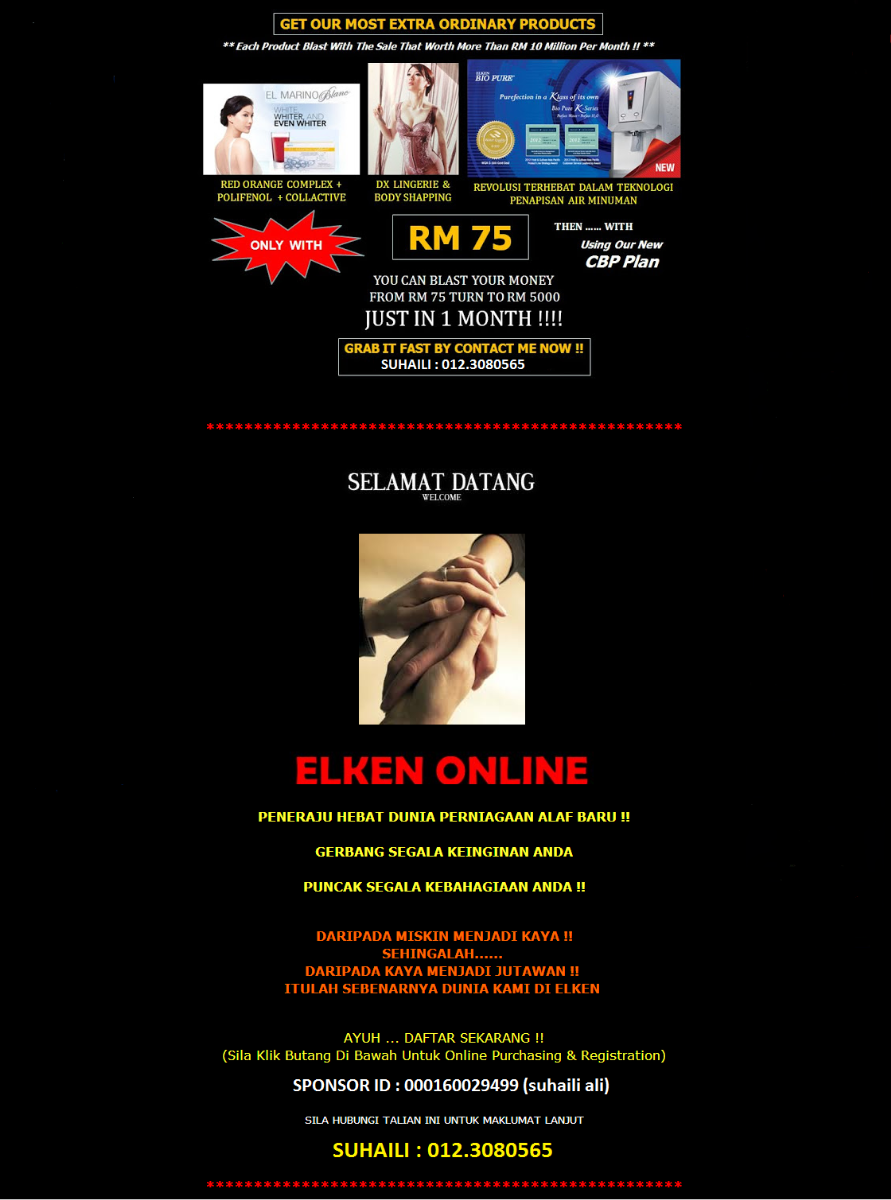 GET OUR MOST EXTRA ORDINARY PRODUCTS
** Each Product Blast With The Sale That Worth More Than RM 10 Million Per Month !! **
EL MARINO Blanc
WHITE,
WHITER, AND
EVEN WHITER
ELKEN
BIO PURE
Purefection in a Klass of its own
Bio Pure K-Series
NEW
RED ORANGE COMPLEX +
POLIFENOL + COLLACTIVE
DX LINGERIE &
BODY SHAPPING
REVOLUSI TERHEBAT DALAM TEKNOLOGI
PENAPISAN AIR MINUMAN
ONLY WITH
RM 75
THEN ...... WITH
Using Our New
CBP Plan
YOU CAN BLAST YOUR MONEY
FROM RM 75 TURN TO RM 5000
JUST IN 1 MONTH !!!!
GRAB IT FAST BY CONTACT ME NOW !!
SUHAILI : 012.3080565
**************************************************
SELAMAT DATANG
WELCOME
ELKEN ONLINE
PENERAJU HEBAT DUNIA PERNIAGAAN ALAF BARU !!
GERBANG SEGALA KEINGINAN ANDA
PUNCAK SEGALA KEBAHAGIAAN ANDA !!
DARIPADA MISKIN MENJADI KAYA !!
SEHINGALAH......
DARIPADA KAYA MENJADI JUTAWAN !!
ITULAH SEBENARNYA DUNIA KAMI DI ELKEN
AYUH ... DAFTAR SEKARANG !!
(Sila Klik Butang Di Bawah Untuk Online Purchasing & Registration)
SPONSOR ID : 000160029499 (suhaili ali)
SILA HUBUNGI TALIAN INI UNTUK MAKLUMAT LANJUT
SUHAILI : 012.3080565
**************************************************